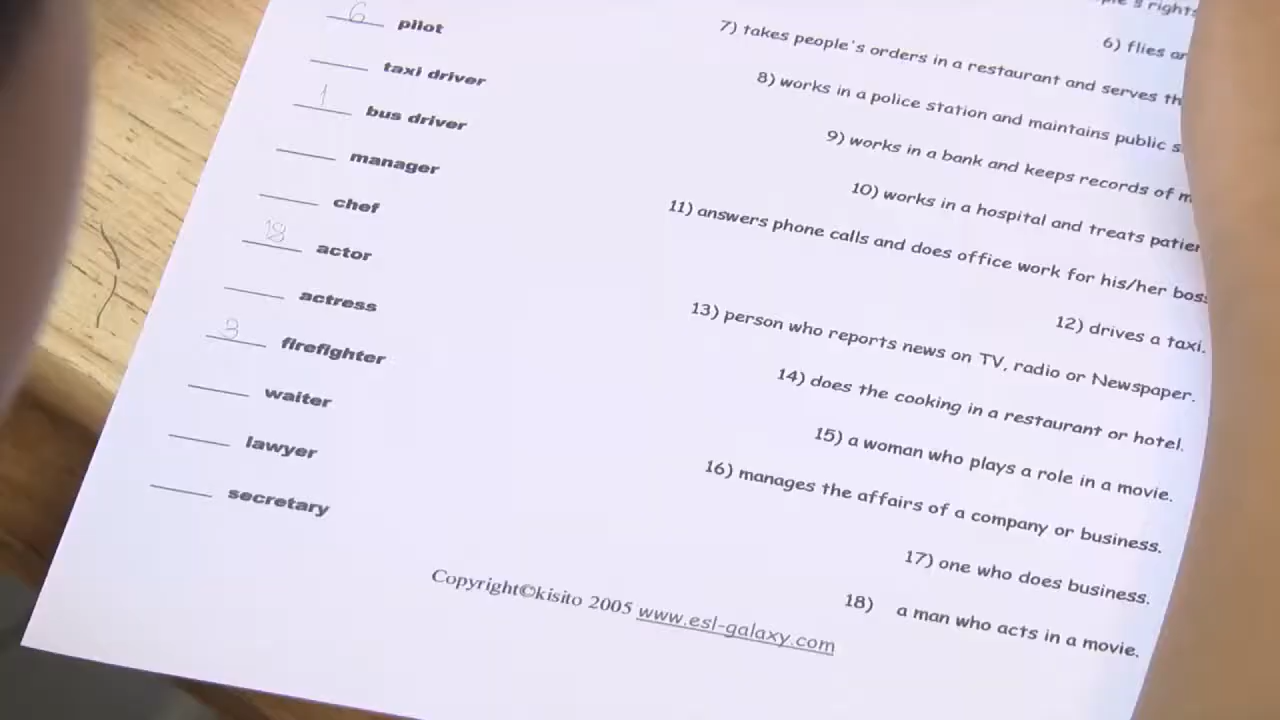 6 pilot
taxi driver
1 bus driver
manager
chef
18 actor
actress
3 firefighter
waiter
lawyer
secretary
rights
6) flies
7) takes people's orders in a restaurant and serves
8) works in a police station and maintains public
9) works in a bank and keeps records of
10) works in a hospital and treats
11) answers phone calls and does office work for his/her
12) drives a taxi.
13) person who reports news on TV, radio or Newspaper.
14) does the cooking in a restaurant or hotel.
15) a woman who plays a role in a movie.
16) manages the affairs of a company or business.
17) one who does business.
18) a man who acts in a movie.
Copyright©kisito 2005 www.esl-galaxy.com